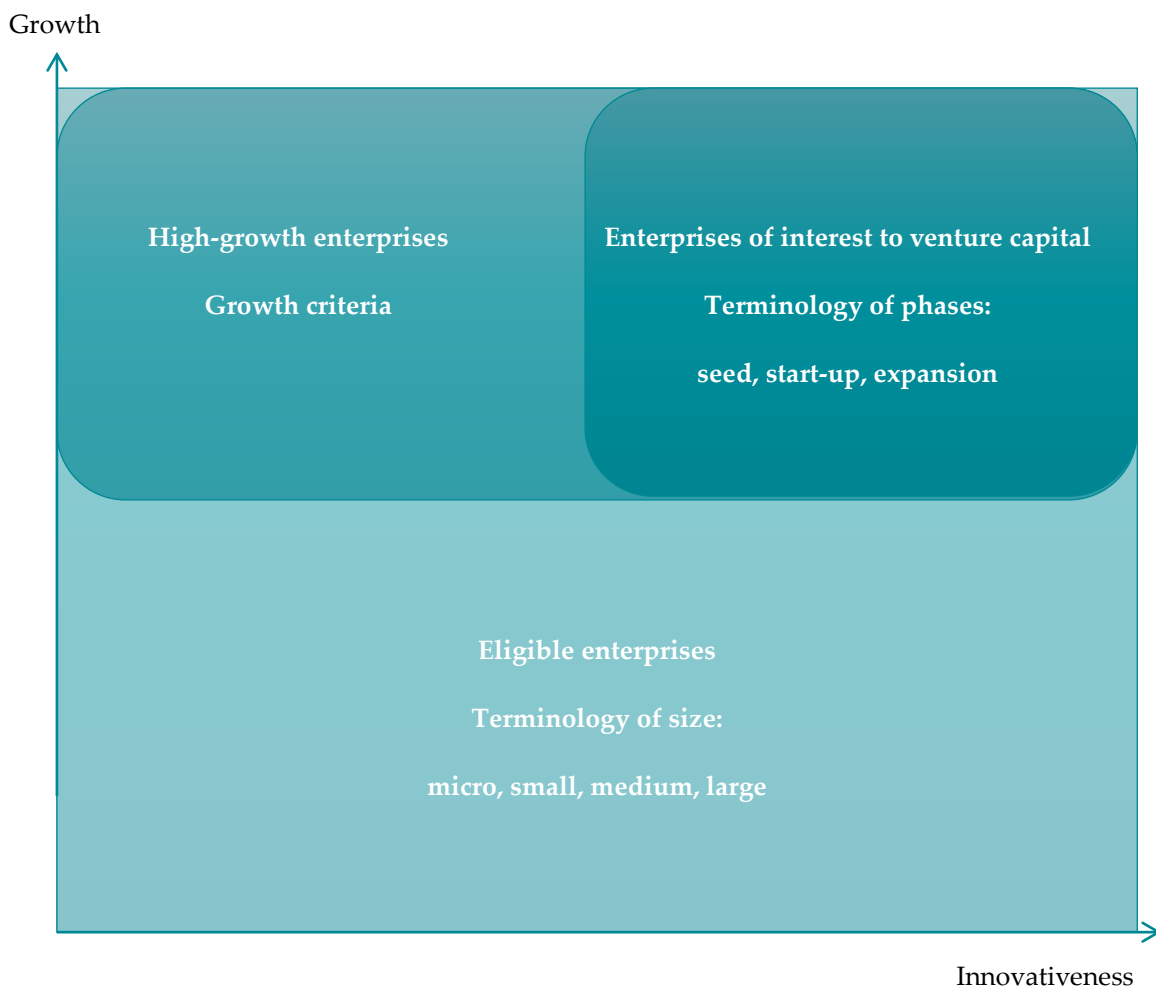 Growth
High-growth enterprises
Growth criteria
Enterprises of interest to venture capital
Terminology of phases:
seed, start-up, expansion
Eligible enterprises
Terminology of size:
micro, small, medium, large
Innovativeness